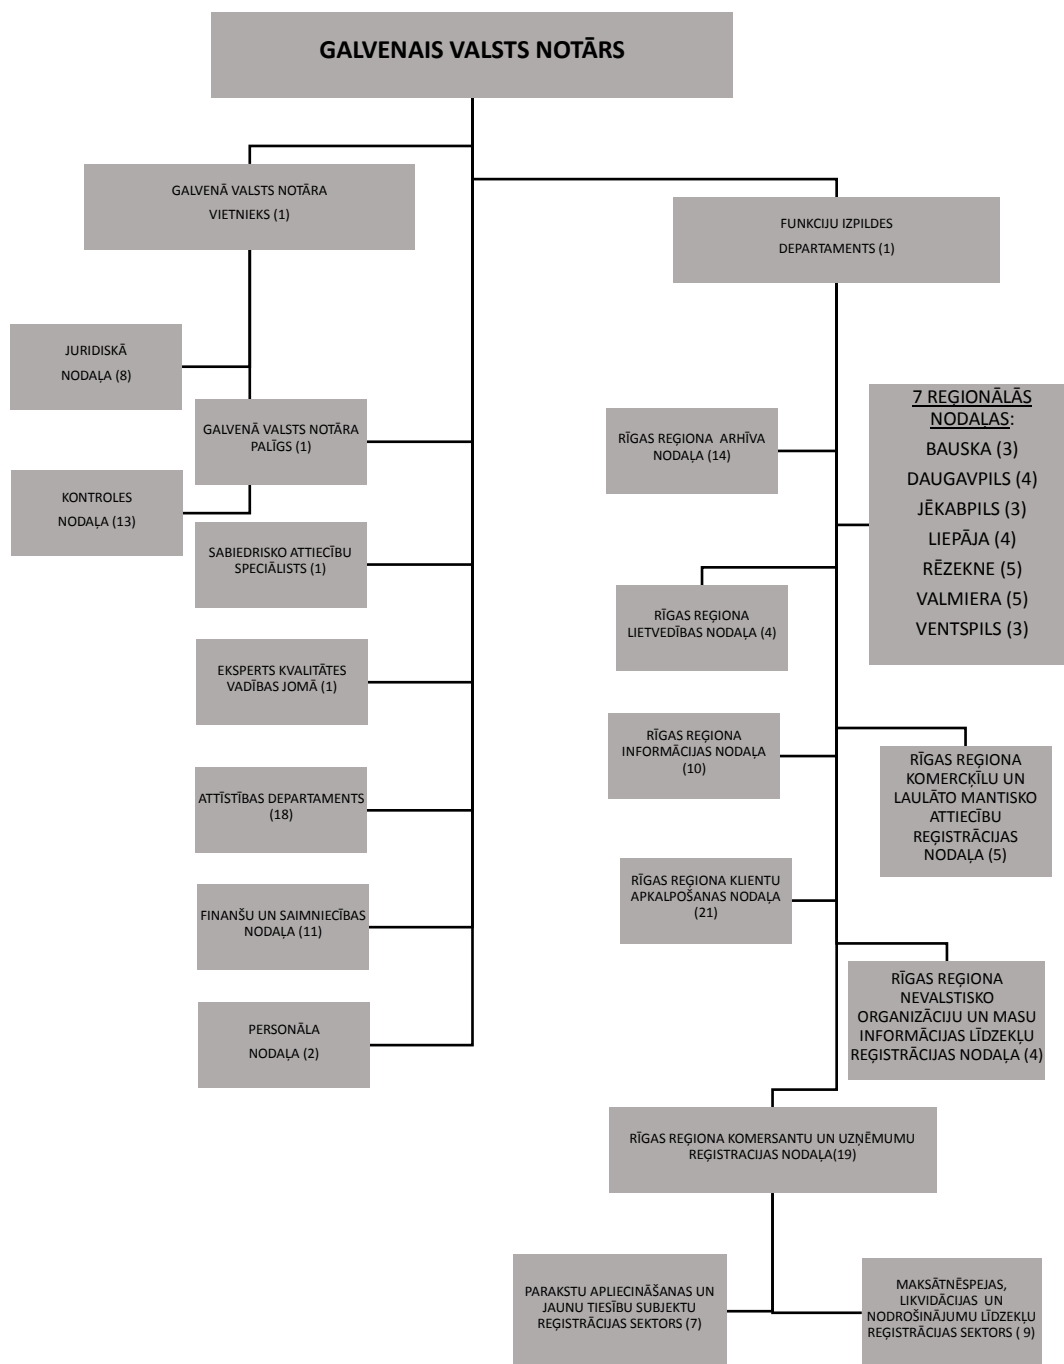 GALVENAIS VALSTS NOTĀRS
GALVENĀ VALSTS NOTĀRA
VIETNIEKS (1)
FUNKCIJU IZPILDES
DEPARTAMENTS (1)
JURIDISKĀ
NODAĻA (8)
GALVENĀ VALSTS NOTĀRA
PALĪGS (1)
KONTROLES
NODAĻA (13)
SABIEDRISKO ATTIECĪBU
SPECIĀLISTS (1)
EKSPERTS KVALITĀTES
VADĪBAS JOMĀ (1)
ATTĪSTĪBAS DEPARTAMENTS
(18)
FINANŠU UN SAIMNIECĪBAS
NODAĻA (11)
PERSONĀLA
NODAĻA (2)
RĪGAS REĢIONA ARHĪVA
NODAĻA (14)
7 REĢIONĀLĀS
NODAĻAS:
BAUSKA (3)
DAUGAVPILS (4)
JĒKABPILS (3)
LIEPĀJA (4)
RĒZEKNE (5)
VALMIERA (5)
VENTSPILS (3)
RĪGAS REĢIONA
LIETVEDĪBAS NODAĻA (4)
RĪGAS REĢIONA
INFORMĀCIJAS NODAĻA
(10)
RĪGAS REĢIONA
KOMERCĶĪLU UN
LAULĀTO MANTISKO
ATTIECĪBU
REĢISTRĀCIJAS
NODAĻA (5)
RĪGAS REĢIONA KLIENTU
APKALPOŠANAS NODAĻA
(21)
RĪGAS REĢIONA
NEVALSTISKO
ORGANIZĀCIJU UN MASU
INFORMĀCIJAS LĪDZEKĻU
REĢISTRĀCIJAS NODAĻA (4)
RĪGAS REĢIONA KOMERSANTU UN UZŅĒMUMU
REĢISTRACIJAS NODAĻA(19)
PARAKSTU APLIECINĀŠANAS UN
JAUNU TIESĪBU SUBJEKTU
REĢISTRĀCIJAS SEKTORS (7)
MAKSĀTNĒSPEJAS,
LIKVIDĀCIJAS UN
NODROŠINĀJUMU LĪDZEKĻU
REĢISTRĀCIJAS SEKTORS ( 9)